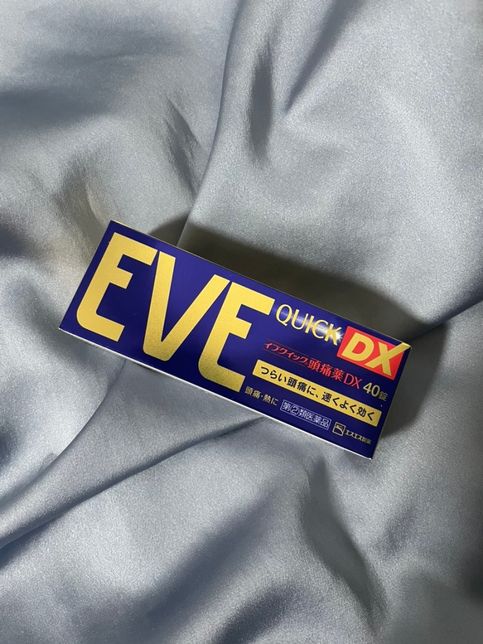 EVE
QUICK DX
イブクイック頭痛薬DX 40錠
つらい頭痛に、速くよく効く
頭痛・熱に
指定②類医薬品
エスエス製薬